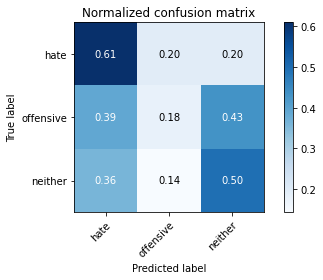 Normalized confusion matrix
hate
0.61 0.20 0.20
0.6
0.5
offensive
0.39 0.18 0.43
0.4
0.3
neither
0.36 0.14 0.50
0.2
hate offensive neither
True label
Predicted label